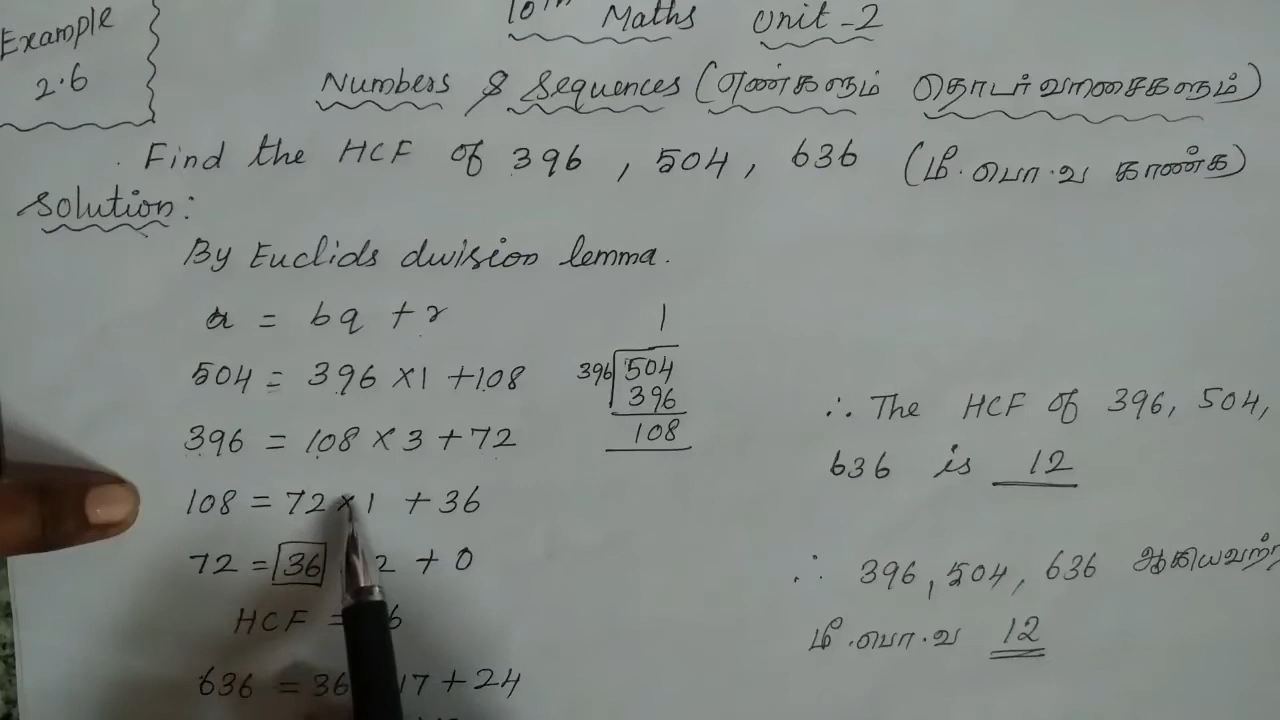 Example
2.6
10th Maths Unit-2
Numbers & Sequences (எண்களும் தொடர்வரிசைகளும்)
Find the HCF of 396, 504, 636 (மீ.பொ.வ காண்க)
Solution:
By Euclids division lemma.
a = bq + r
504 = 396 × 1 + 108
396 = 108 × 3 + 72
108 = 72 × 1 + 36
72 = 36 2 + 0
HCF = 6
636 = 36 17 + 24
1
396 504
396
108
∴ The HCF of 396, 504,
636 is 12
∴ 396, 504, 636
மீ.பொ.வ 12